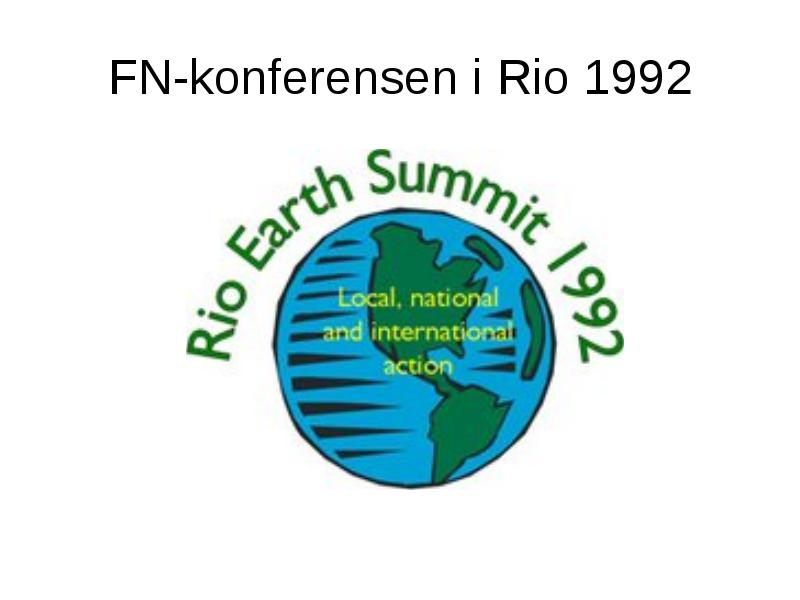 FN-konferensen i Rio 1992
Rio Earth Summit 1992
Local, national
and international
action